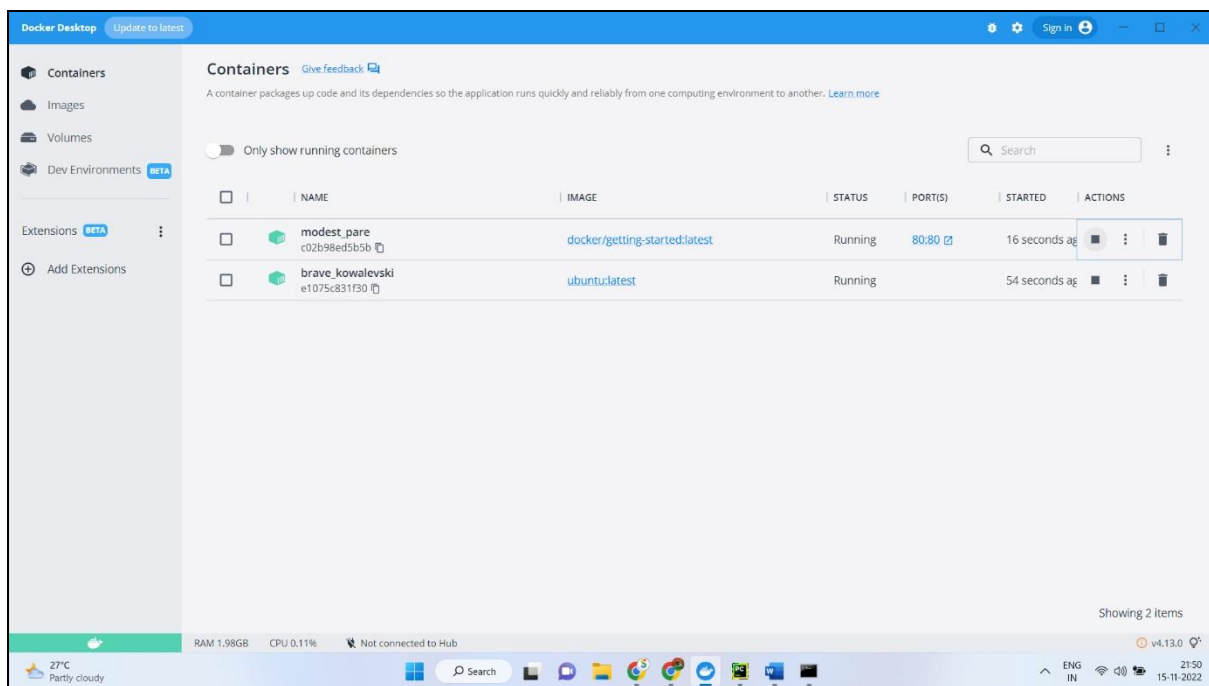 Docker Desktop Update to latest Sign in
Containers
Images
Volumes
Dev Environments BETA
Extensions BETA
Add Extensions
Containers Give feedback
A container packages up code and its dependencies so the application runs quickly and reliably from one computing environment to another. Learn more
Only show running containers Search
NAME IMAGE STATUS PORT(S) STARTED ACTIONS
modest_pare docker/getting-started:latest Running 80:80 16 seconds ag
c02b98ed5b5b
brave_kowalevski ubuntu:latest Running 54 seconds ag
e1075c831f30
Showing 2 items
RAM 1.98GB CPU 0.11% Not connected to Hub v4.13.0
27°C
Partly cloudy
Search
PC
ENG
IN
21:50
15-11-2022